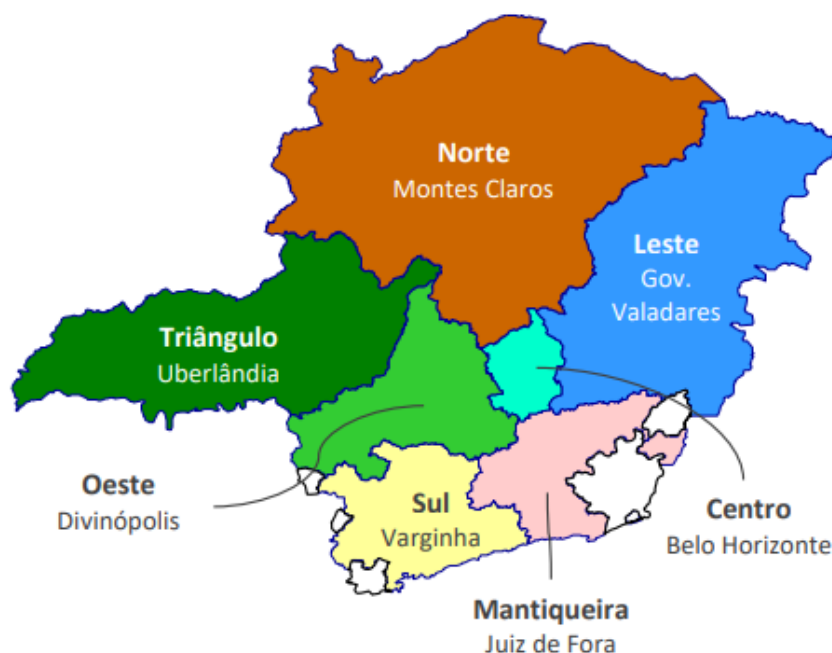 Norte
Montes Claros
Leste
Gov.
Valadares
Triângulo
Uberlândia
Oeste
Divinópolis
Sul
Varginha
Centro
Belo Horizonte
Mantiqueira
Juiz de Fora